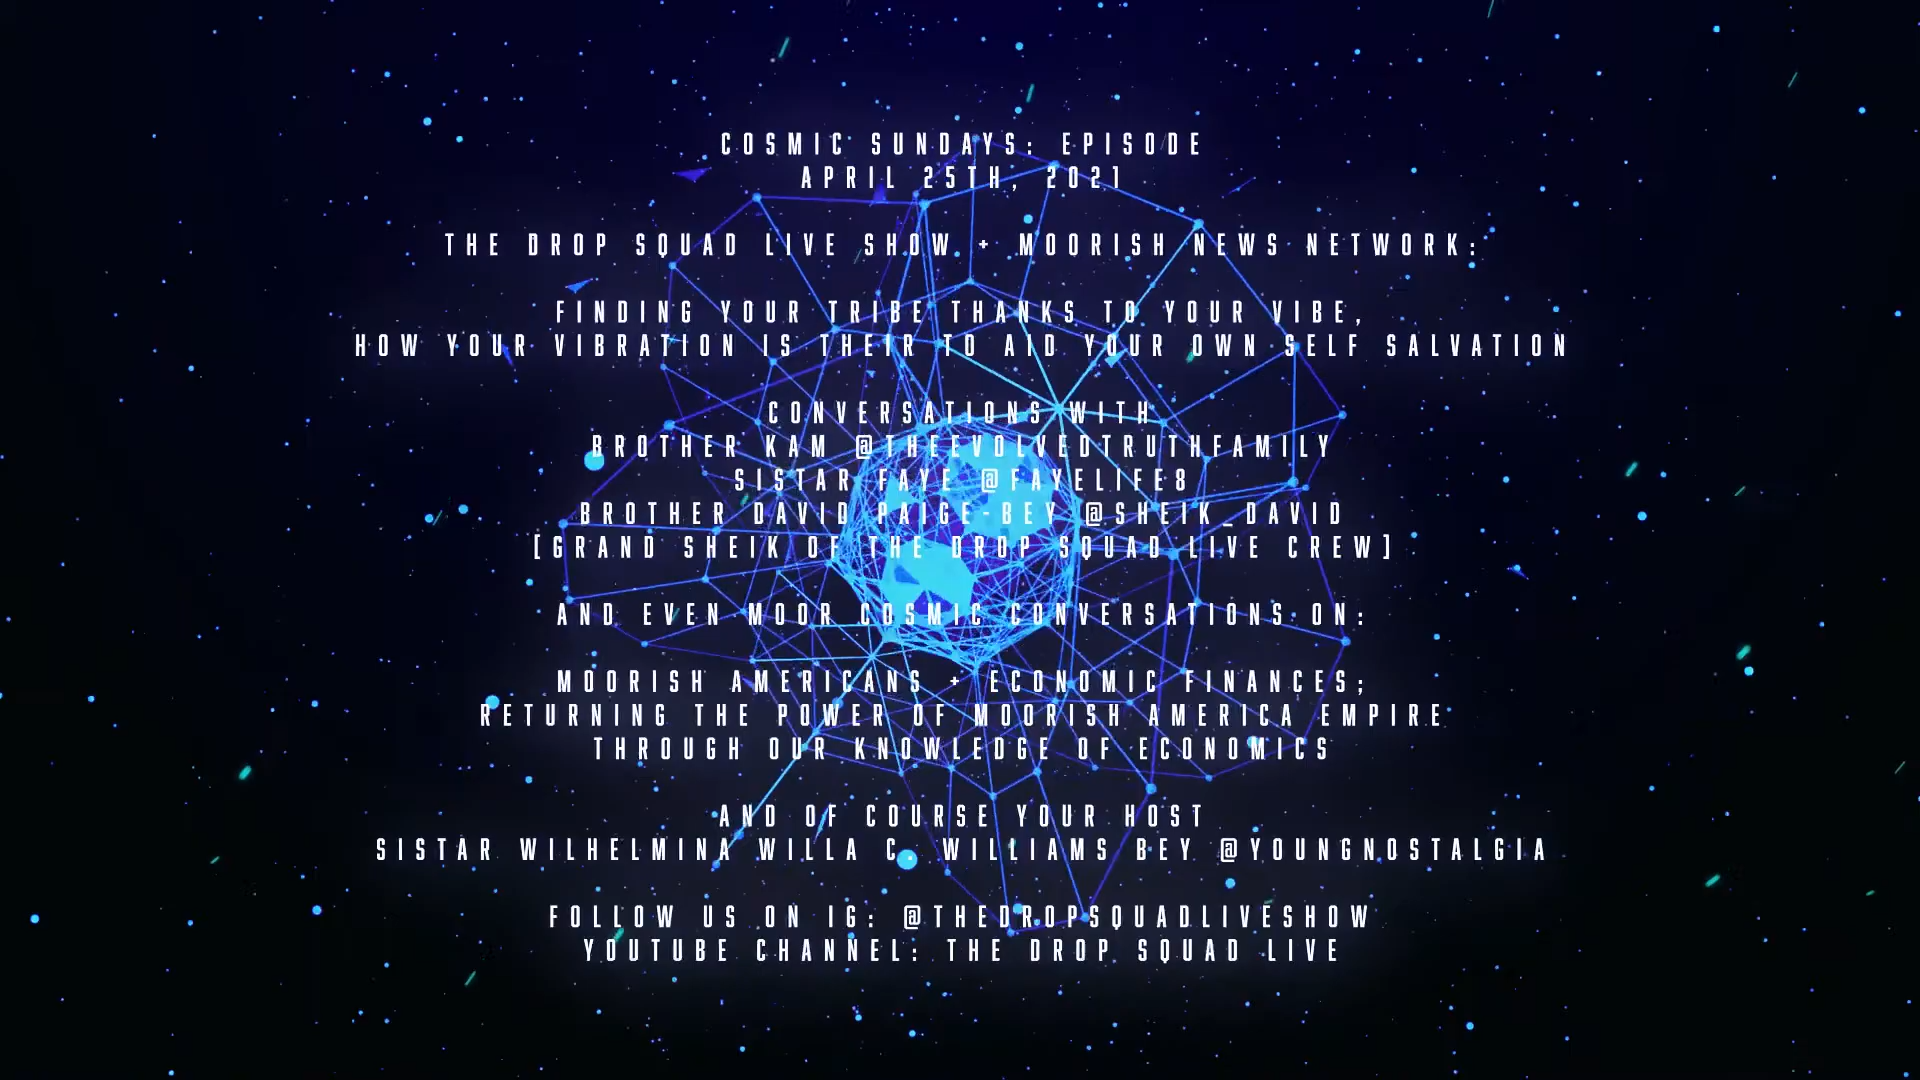 COSMIC SUNDAYS: EPISODE
APRIL 25TH, 2021
THE DROP SQUAD LIVE SHOW + MOORISH NEWS NETWORK:
FINDING YOUR TRIBE THANKS TO YOUR VIBE,
HOW YOUR VIBRATION IS THEIR TO AID YOUR OWN SELF SALVATION
CONVERSATIONS WITH
BROTHER KAM @THEEVOLVEDTRUTHFAMILY
SISTAR FAYE @FAYELIFE8
BROTHER DAVID PAIGE-BEY @SHEIK_DAVID
[GRAND SHEIK OF THE DROP SQUAD LIVE CREW]
AND EVEN MOOR COSMIC CONVERSATIONS ON:
MOORISH AMERICANS + ECONOMIC FINANCES;
RETURNING THE POWER OF MOORISH AMERICA EMPIRE
THROUGH OUR KNOWLEDGE OF ECONOMICS
AND OF COURSE YOUR HOST
SISTAR WILHELMINA WILLA C. WILLIAMS BEY @YOUNGNOSTALGIA
FOLLOW US ON IG: @THEDROPSQUADLIVESHOW
YOUTUBE CHANNEL: THE DROP SQUAD LIVE